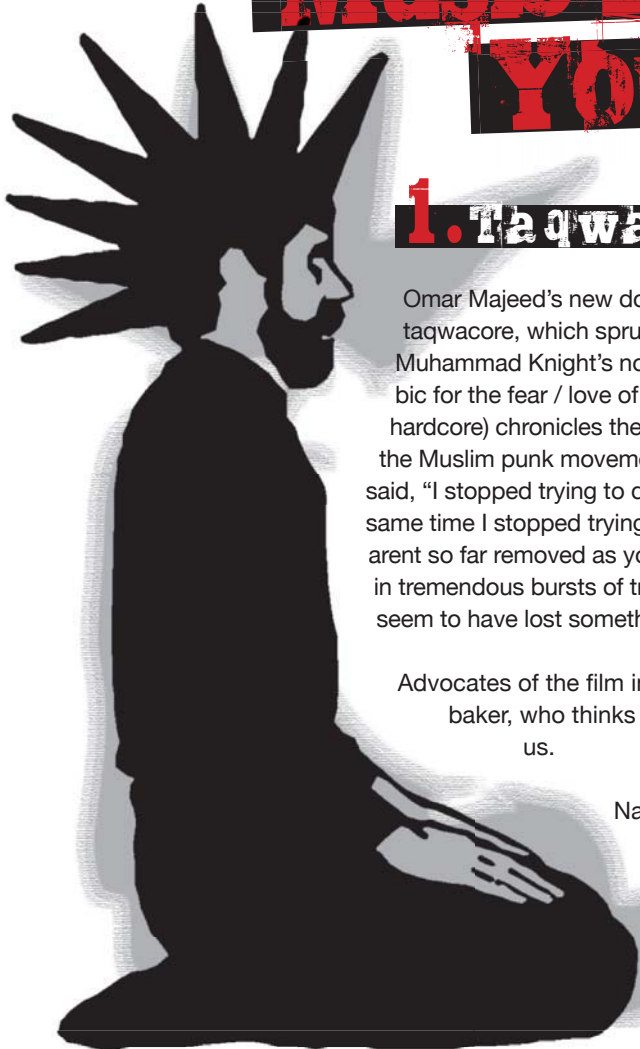 Music
Yo
1. Taqwa
Omar Majeed's new do
taqwacore, which spru
Muhammad Knight's no
bic for the fear / love of
hardcore) chronicles the
the Muslim punk moveme
said, "I stopped trying to d
same time I stopped trying
arent so far removed as yo
in tremendous bursts of tr
seem to have lost someth
Advocates of the film in
baker, who thinks
us.
Na